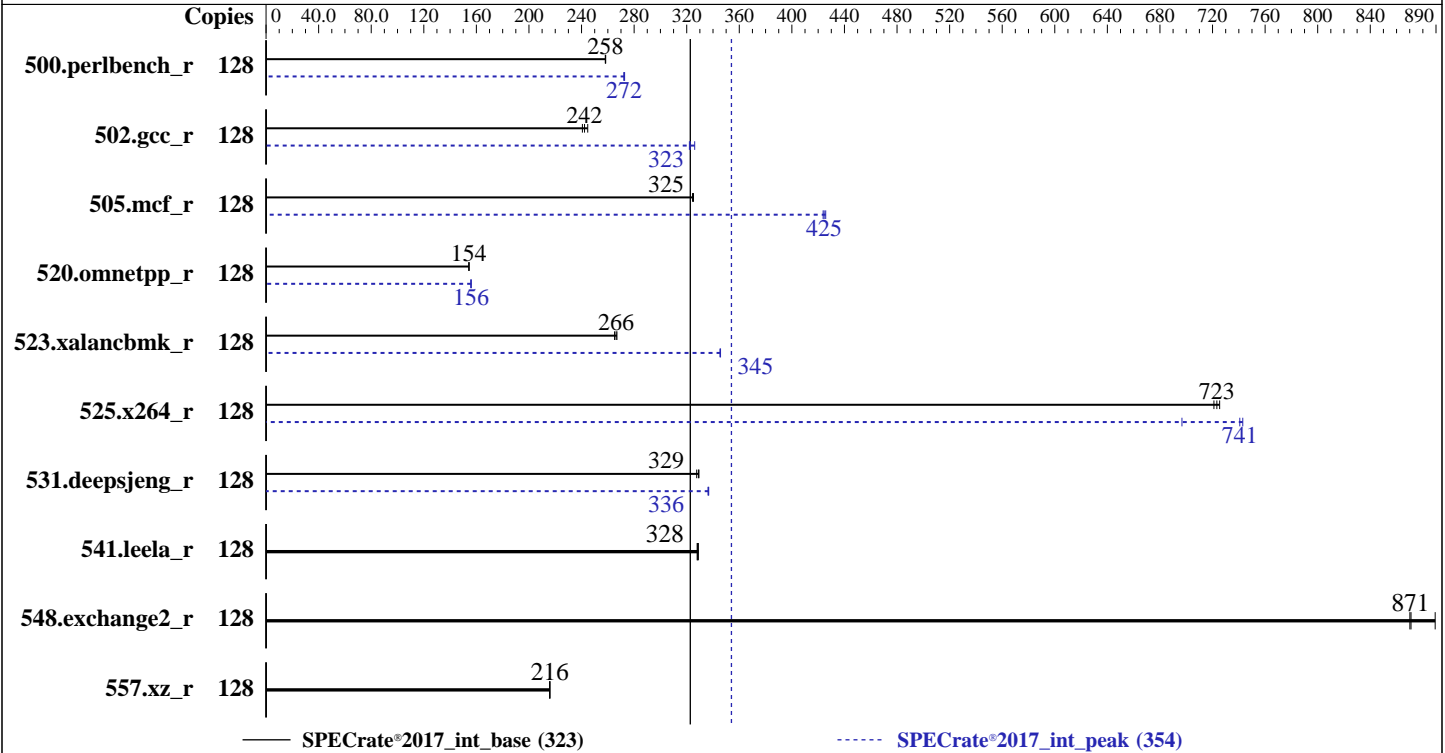 Copies 0 40.0 80.0 120 160 200 240 280 320 360 400 440 480 520 560 600 640 680 720 760 800 840 890
500.perlbench_r 128 258
272
502.gcc_r 128 242
323
505.mcf_r 128 325
425
520.omnetpp_r 128 154
156
523.xalancbmk_r 128 266
345
525.x264_r 128 723
741
531.deepsjeng_r 128 329
336
541.leela_r 128 328
548.exchange2_r 128 871
557.xz_r 128 216
SPECrate®2017_int_base (323) SPECrate®2017_int_peak (354)